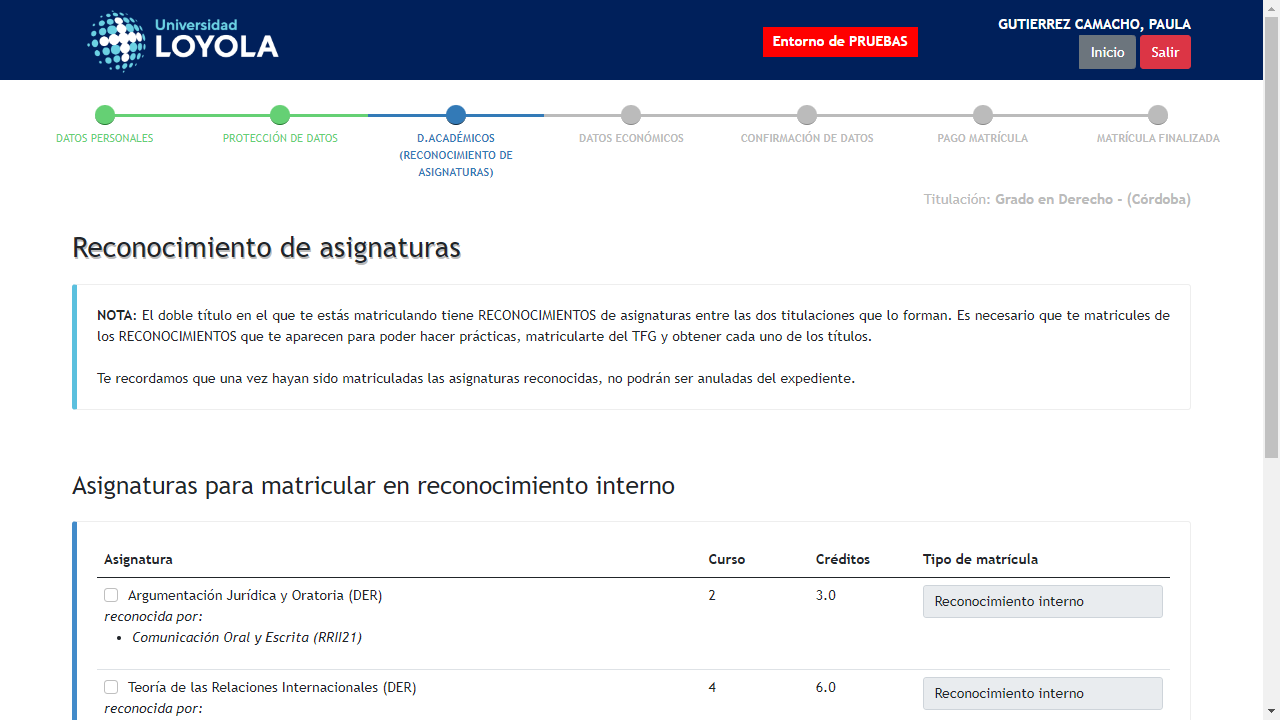 Universidad
LOYOLA
Entorno de PRUEBAS
GUTIERREZ CAMACHO, PAULA
Inicio
Salir
DATOS PERSONALES
PROTECCIÓN DE DATOS
D.ACADÉMICOS
(RECONOCIMIENTO DE
ASIGNATURAS)
DATOS ECONÓMICOS
CONFIRMACIÓN DE DATOS
PAGO MATRÍCULA
MATRÍCULA FINALIZADA
Titulación: Grado en Derecho - (Córdoba)
Reconocimiento de asignaturas
NOTA: El doble título en el que te estás matriculando tiene RECONOCIMIENTOS de asignaturas entre las dos titulaciones que lo forman. Es necesario que te matricules de
los RECONOCIMIENTOS que te aparecen para poder hacer prácticas, matricularte del TFG y obtener cada uno de los títulos.
Te recordamos que una vez hayan sido matriculadas las asignaturas reconocidas, no podrán ser anuladas del expediente.
Asignaturas para matricular en reconocimiento interno
Asignatura Curso Créditos Tipo de matrícula
Argumentación Jurídica y Oratoria (DER) 2 3.0 Reconocimiento interno
reconocida por:
• Comunicación Oral y Escrita (RRII21)
Teoría de las Relaciones Internacionales (DER) 4 6.0 Reconocimiento interno
reconocida por: